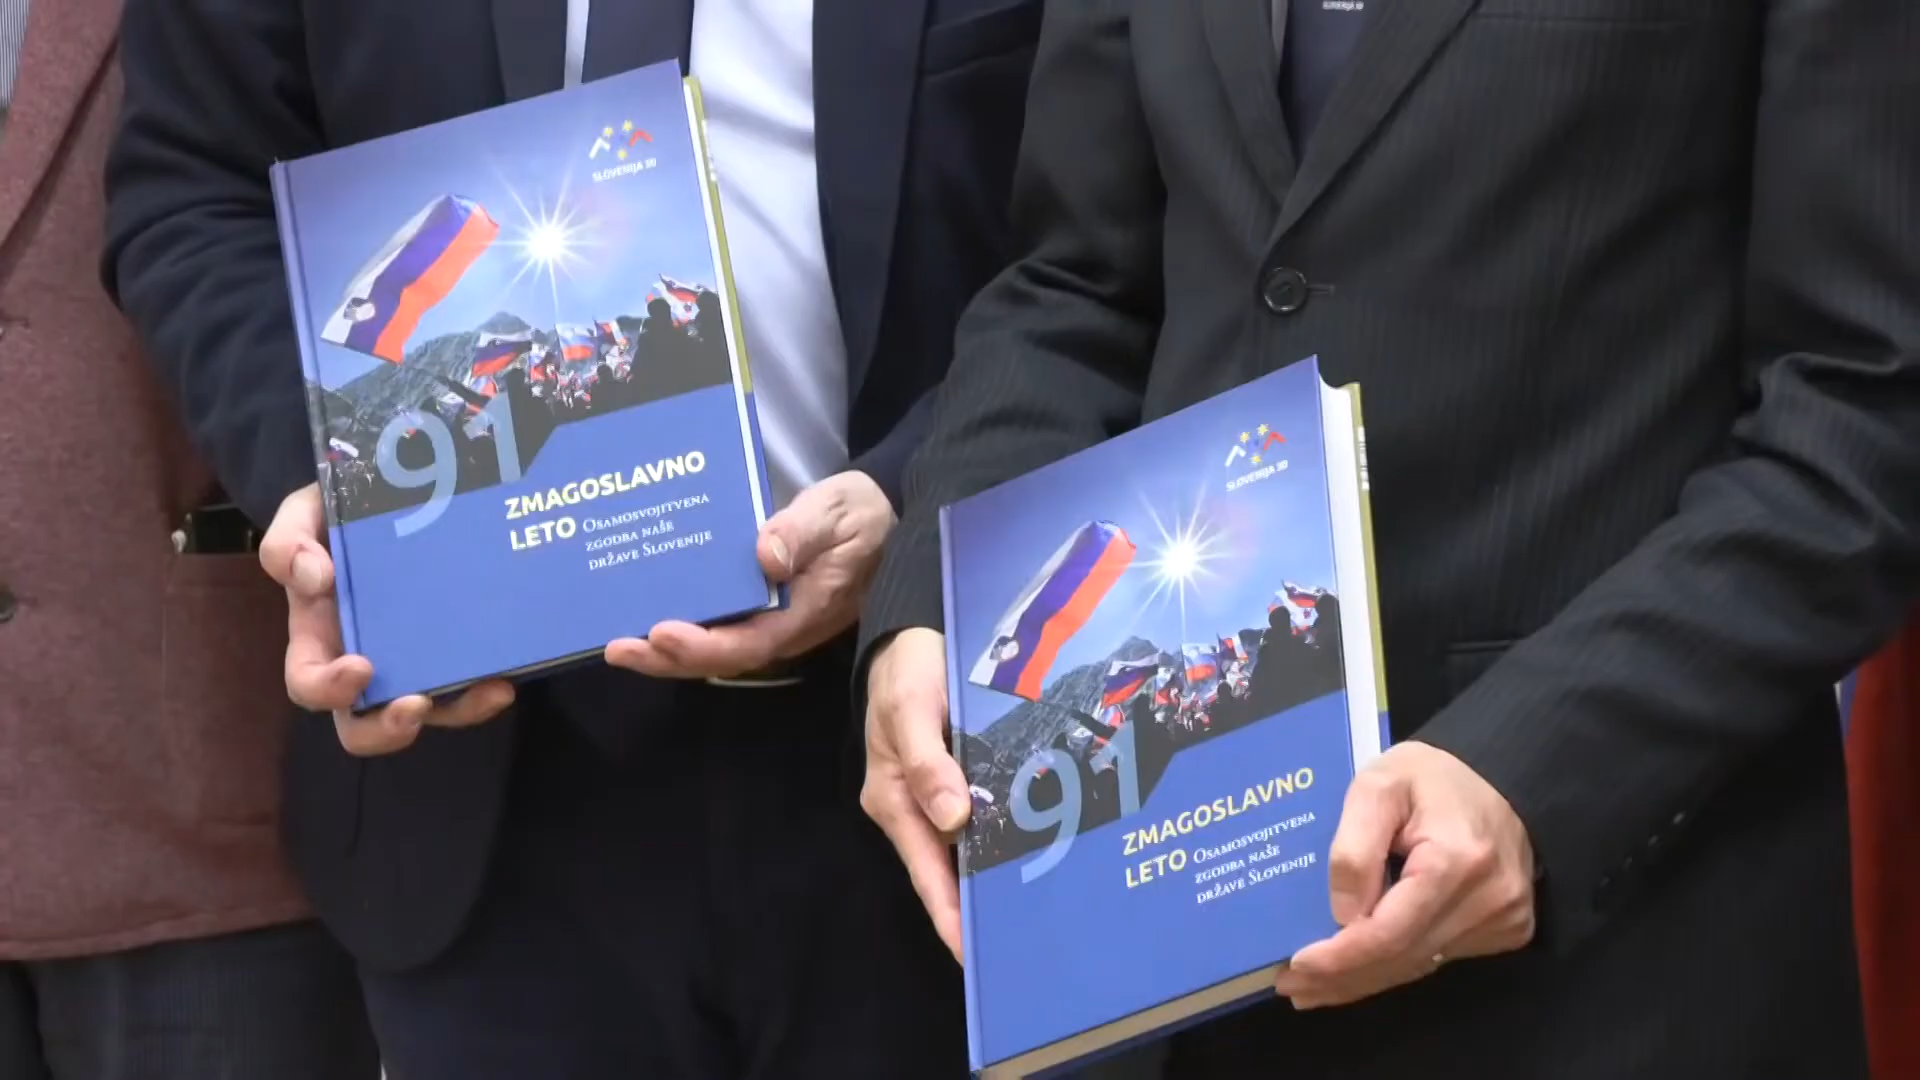 SLOVENIJA 30
91
ZMAGOSLAVNO
LETO OSAMOSVOJITVENA
ZGODBA NAŠE
DRŽAVE SLOVENIJE
SLOVENIJA 30
91
ZMAGOSLAVNO
LETO OSAMOSVOJITVENA
ZGODBA NAŠE
DRŽAVE SLOVENIJE